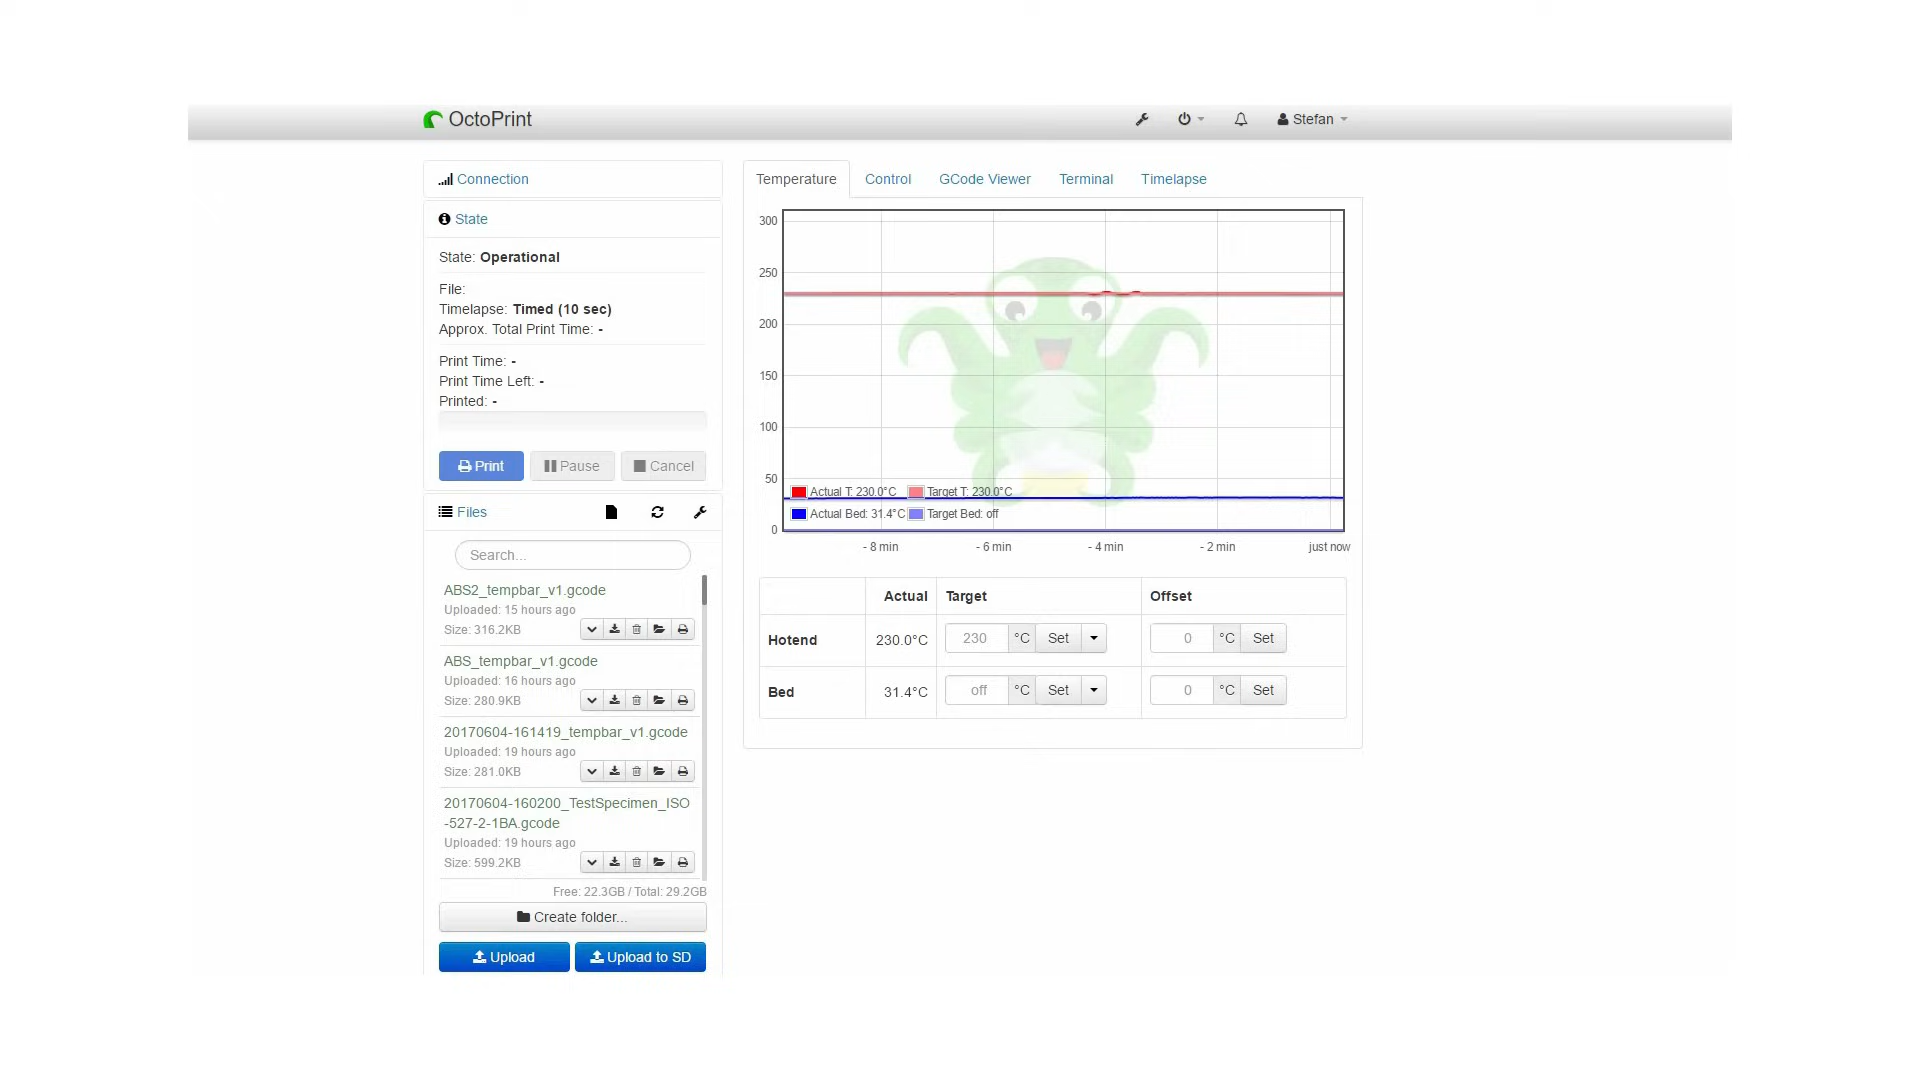 OctoPrint
Stefan
Connection
State
State: Operational
File:
Timelapse: Timed (10 sec)
Approx. Total Print Time: -
Print Time: -
Print Time Left: -
Printed: -
Print Pause Cancel
Files
Search...
ABS2_tempbar_v1.gcode
Uploaded: 15 hours ago
Size: 316.2KB
ABS_tempbar_v1.gcode
Uploaded: 16 hours ago
Size: 280.9KB
20170604-161419_tempbar_v1.gcode
Uploaded: 19 hours ago
Size: 281.0KB
20170604-160200_TestSpecimen_ISO
-527-2-1BA.gcode
Uploaded: 19 hours ago
Size: 599.2KB
Free: 22.3GB / Total: 29.2GB
Create folder...
Upload Upload to SD
Temperature Control GCode Viewer Terminal Timelapse
300
250
200
150
100
50
0
Actual T: 230.0°C Target T: 230.0°C
Actual Bed: 31.4°C Target Bed: off
- 8 min - 6 min - 4 min - 2 min just now
Actual Target Offset
Hotend 230.0°C 230 °C Set 0 °C Set
Bed 31.4°C off °C Set 0 °C Set